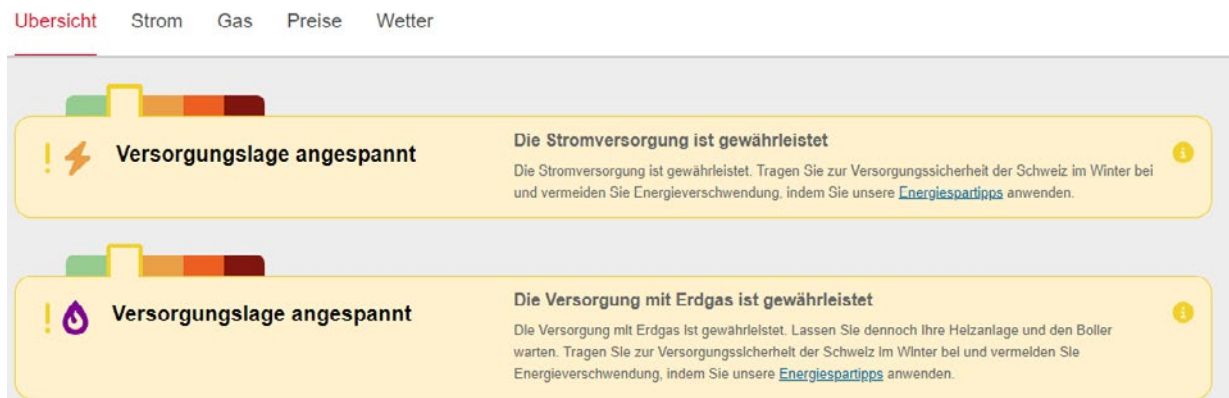 Übersicht Strom Gas Preise Wetter
Versorgungslage angespannt
Die Stromversorgung ist gewährleistet
Die Stromversorgung ist gewährleistet. Tragen Sie zur Versorgungssicherheit der Schweiz im Winter bei
und vermeiden Sie Energieverschwendung, indem Sie unsere Energiespartipps anwenden.
Versorgungslage angespannt
Die Versorgung mit Erdgas ist gewährleistet
Die Versorgung mit Erdgas ist gewährleistet. Lassen Sie dennoch Ihre Heizanlage und den Boiler
warten. Tragen Sie zur Versorgungssicherheit der Schweiz im Winter bei und vermeiden Sie
Energieverschwendung, indem Sie unsere Energiespartipps anwenden.